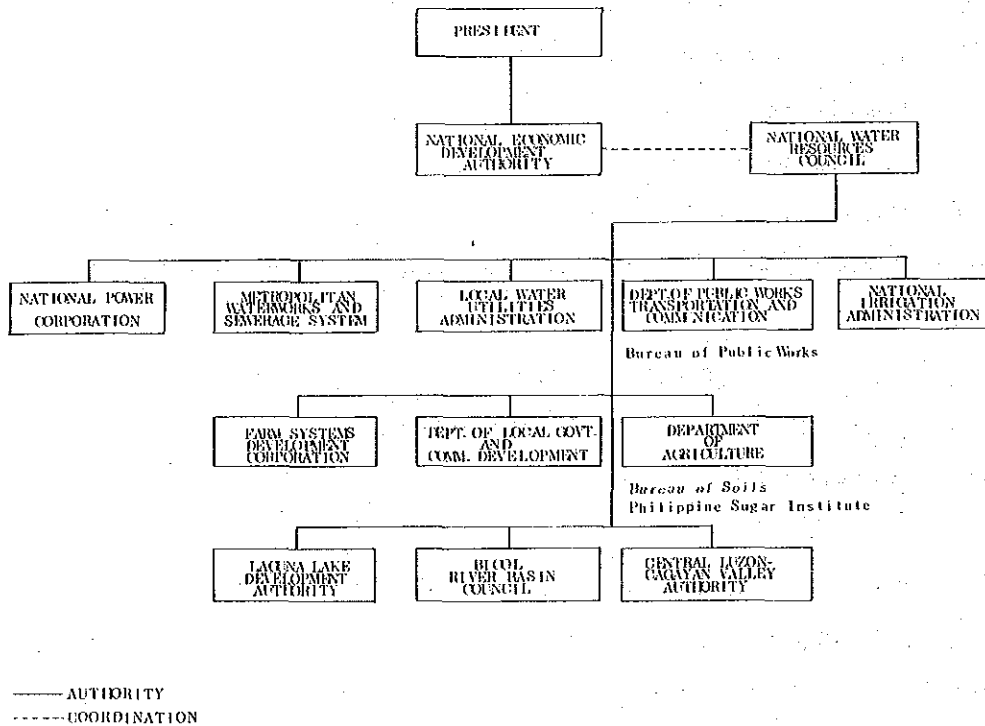 PRESIDENT
NATIONAL ECONOMIC
DEVELOPMENT
AUTHORITY
NATIONAL WATER
RESOURCES
COUNCIL
NATIONAL POWER
CORPORATION
METROPOLITAN
WATERWORKS AND
SEWERAGE SYSTEM
LOCAL WATER
UTILITIES
ADMINISTRATION
DEPT.OF PUBLIC WORKS
TRANSPORTATION AND
COMMUNICATION
NATIONAL
IRRIGATION
ADMINISTRATION
Bureau of Public Works
FARM SYSTEMS
DEVELOPMENT
CORPORATION
DEPT. OF LOCAL GOVT.
AND
COMM. DEVELOPMENT
DEPARTMENT
OF
AGRICULTURE
Bureau of Soils
Philippine Sugar Institute
LAGUNA LAKE
DEVELOPMENT
AUTHORITY
BICOL
RIVER BASIN
COUNCIL
CENTRAL LUZON-
CAGAYAN VALLEY
AUTHORITY
AUTHORITY
COORDINATION